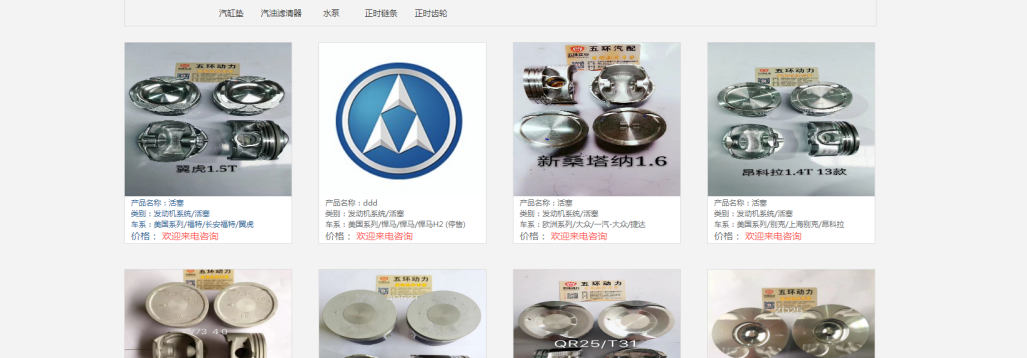 汽缸垫 汽油滤清器 水泵 正时链条 正时齿轮
五环动力
翼虎1.5T
产品名称：活塞
类别：发动机系统/活塞
车系：美国系列/福特/长安福特/翼虎
价格： 欢迎来电咨询
产品名称：ddd
类别：发动机系统/活塞
车系：美国系列/悍马/悍马/悍马H2 (停售)
价格： 欢迎来电咨询
五环汽配
新桑塔纳1.6
产品名称：活塞
类别：发动机系统/活塞
车系：欧洲系列/大众/一汽-大众/捷达
价格： 欢迎来电咨询
五环动力
昂科拉1.4T 13款
产品名称：活塞
类别：发动机系统/活塞
车系：美国系列/别克/上海别克/昂科拉
价格： 欢迎来电咨询
五环动力
五环动力
五环动力
QR25/T31
五环动力